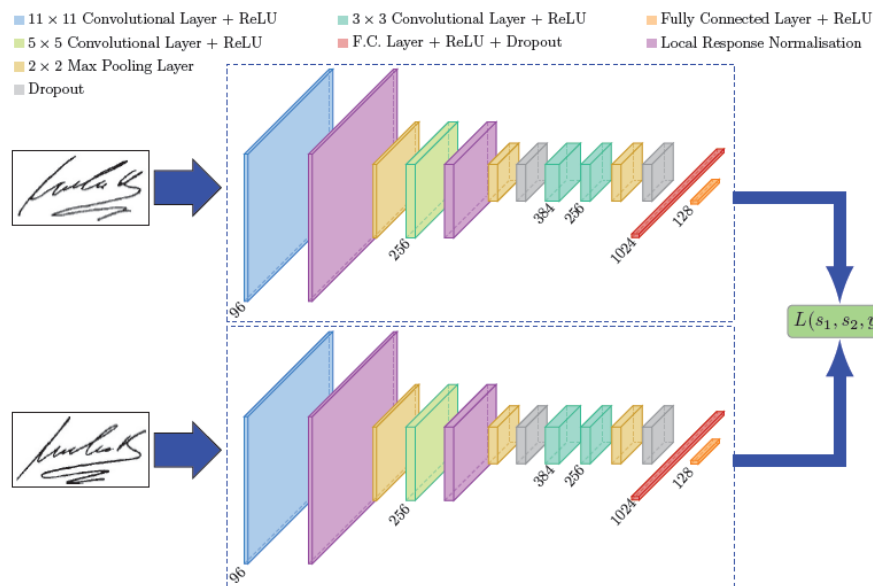 11 × 11 Convolutional Layer + ReLU
3 × 3 Convolutional Layer + ReLU
Fully Connected Layer + ReLU
5 × 5 Convolutional Layer + ReLU
F.C. Layer + ReLU + Dropout
Local Response Normalisation
2 × 2 Max Pooling Layer
Dropout
96
256
384
256
1024
128
L(s₁, s₂, y
96
256
384
256
1024
128